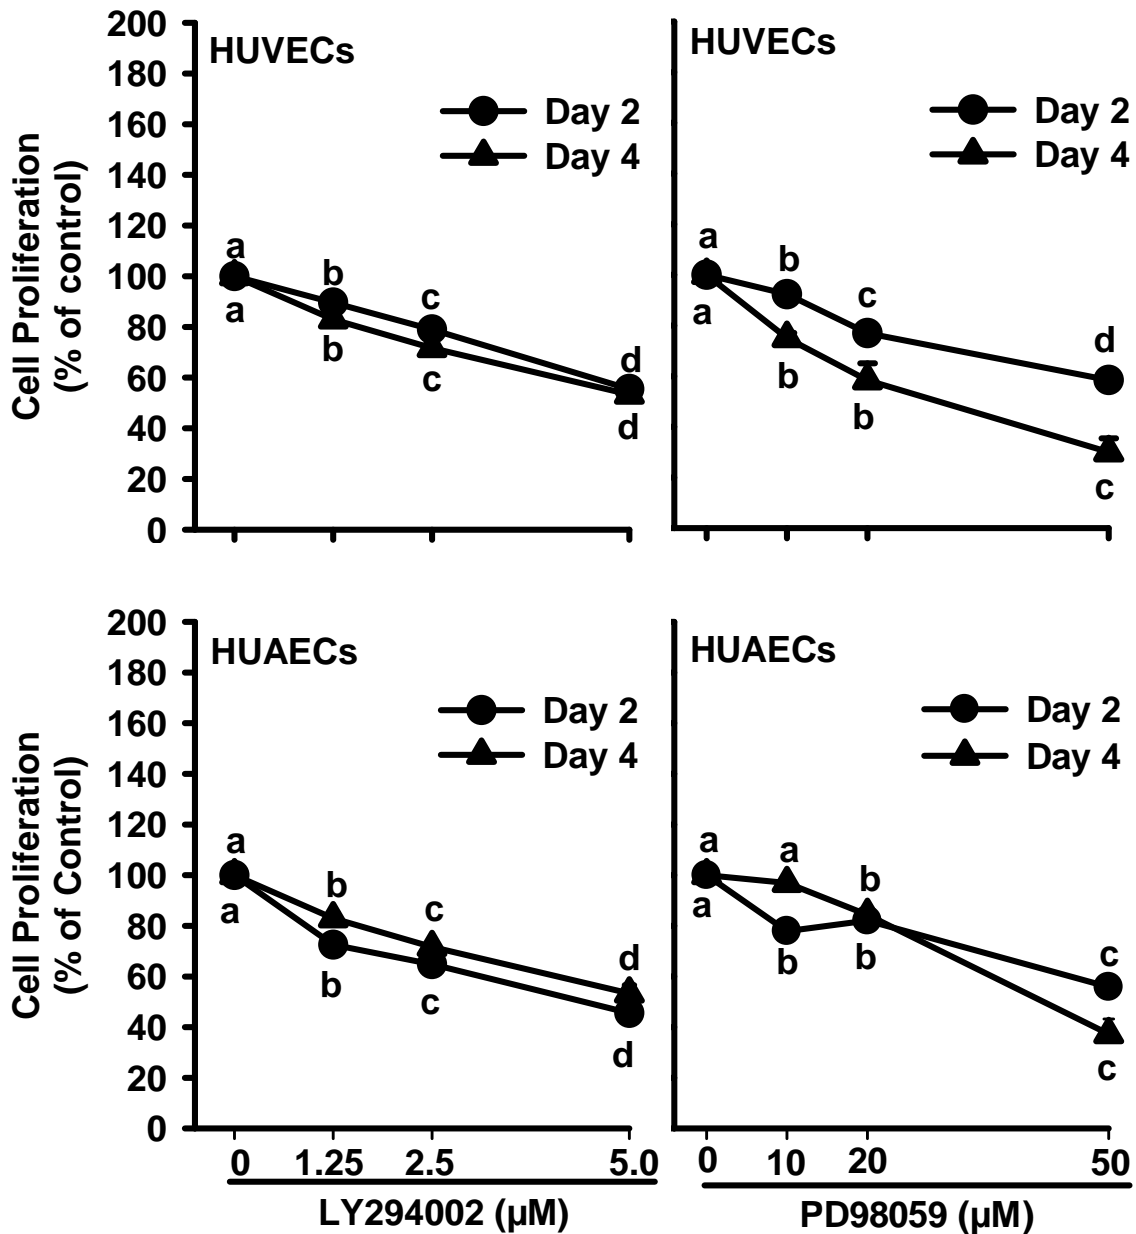 200
180
160
140
120
100
80
60
40
20
0
Cell Proliferation
(% of control)
HUVECs
Day 2
Day 4
a
b
c
d
a
b
c
d
HUVECs
Day 2
Day 4
a
b
c
d
a
b
b
c
200
180
160
140
120
100
80
60
40
20
0
Cell Proliferation
(% of Control)
HUAECs
Day 2
Day 4
a
b
c
d
a
b
c
d
0 1.25 2.5 5.0
LY294002 (µM)
HUAECs
Day 2
Day 4
a
a
b
c
a
b
b
c
0 10 20 50
PD98059 (µM)